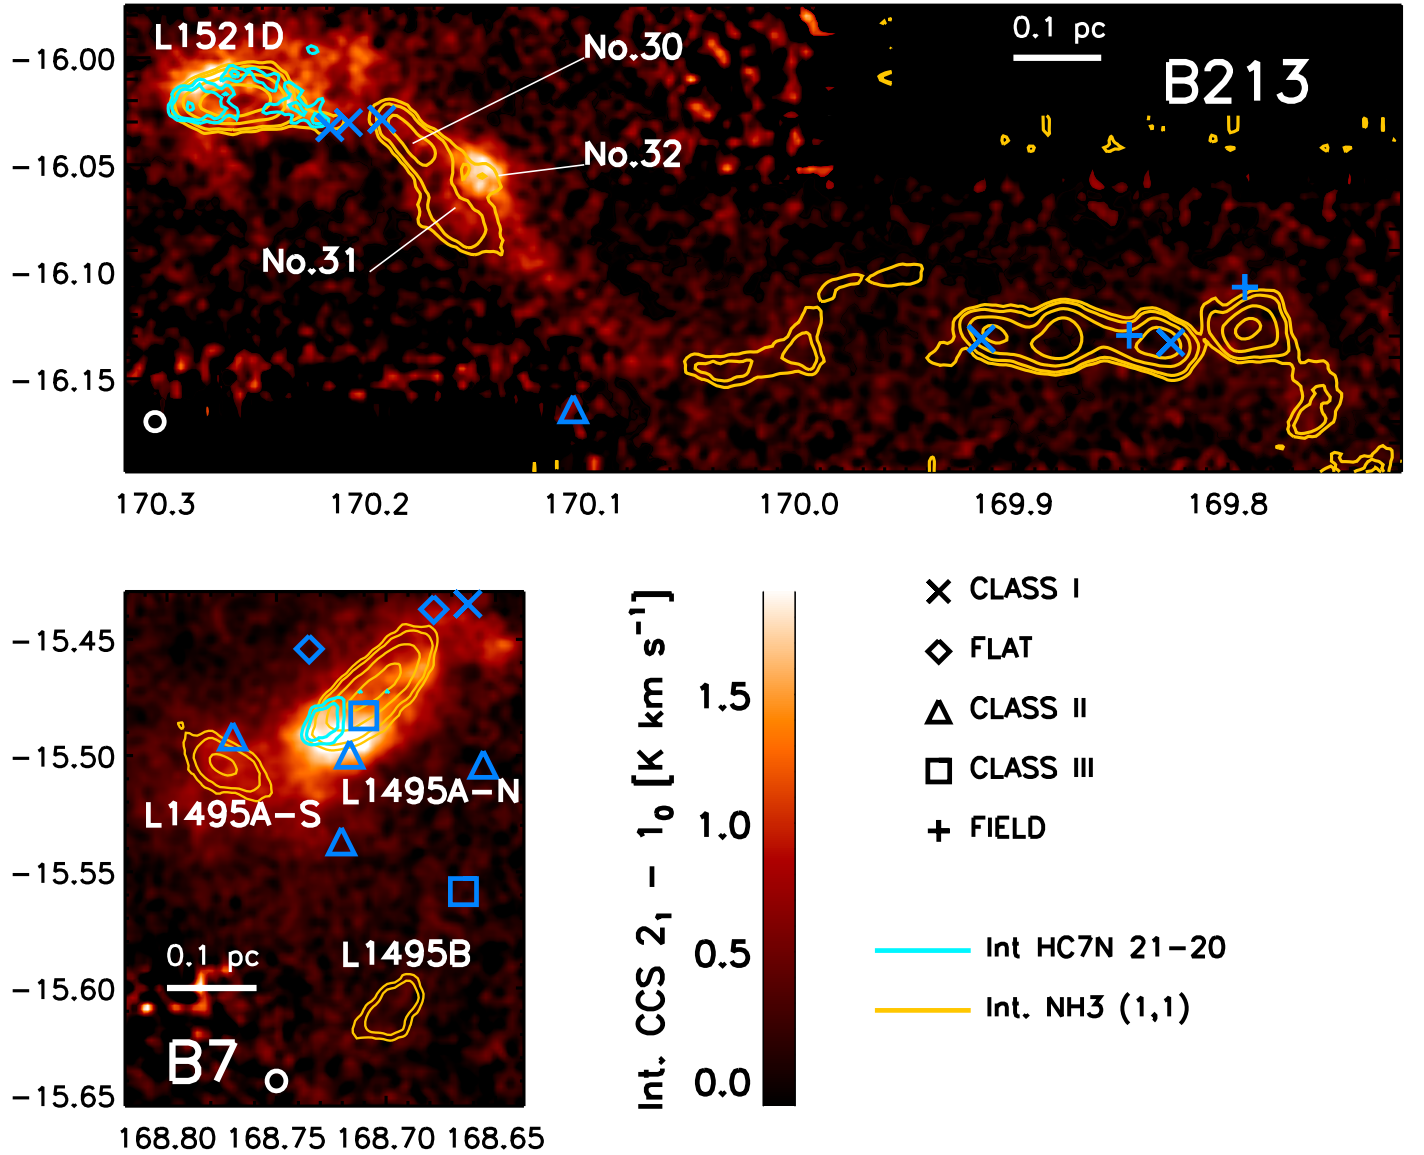 L1521D
No.30
0.1 pc
B213
No.32
No.31
−16.00
−16.05
−16.10
−16.15
170.3 170.2 170.1 170.0 169.9 169.8
−15.45
−15.50
−15.55
−15.60
−15.65
L1495A−N
L1495A−S
L1495B
0.1 pc
B7
168.80 168.75 168.70 168.65
Int. CCS 2₁ − 1₀ [K km s⁻¹]
1.5
1.0
0.5
0.0
CLASS I
FLAT
CLASS II
CLASS III
FIELD
Int HC7N 21−20
Int. NH3 (1,1)